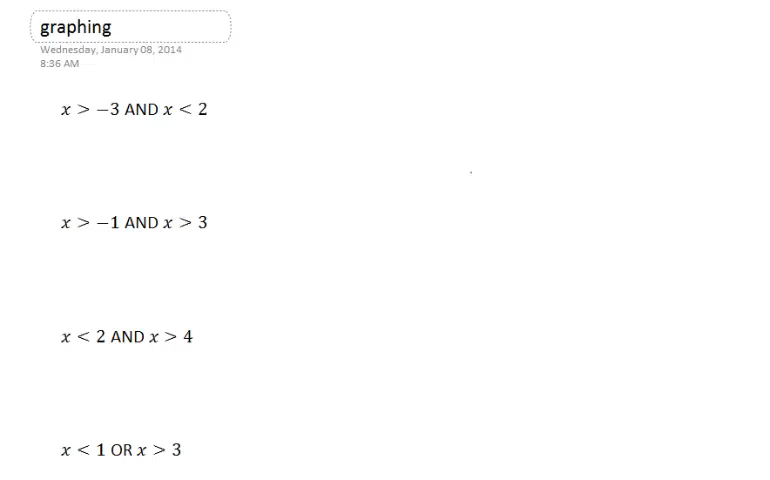 graphing
Wednesday, January 08, 2014
8:36 AM
x > −3 AND x < 2
x > −1 AND x > 3
x < 2 AND x > 4
x < 1 OR x > 3